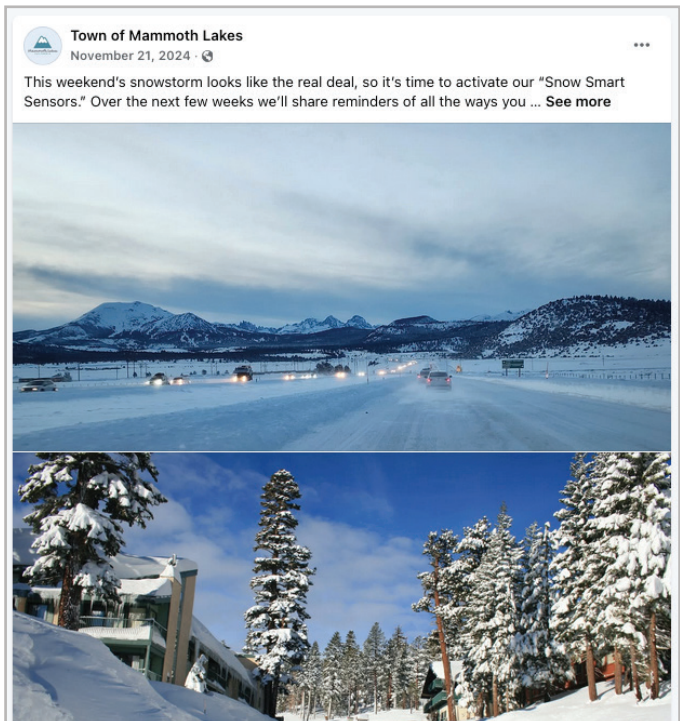 Town of Mammoth Lakes
November 21, 2024 ·
This weekend's snowstorm looks like the real deal, so it's time to activate our “Snow Smart
Sensors.” Over the next few weeks we'll share reminders of all the ways you ... See more